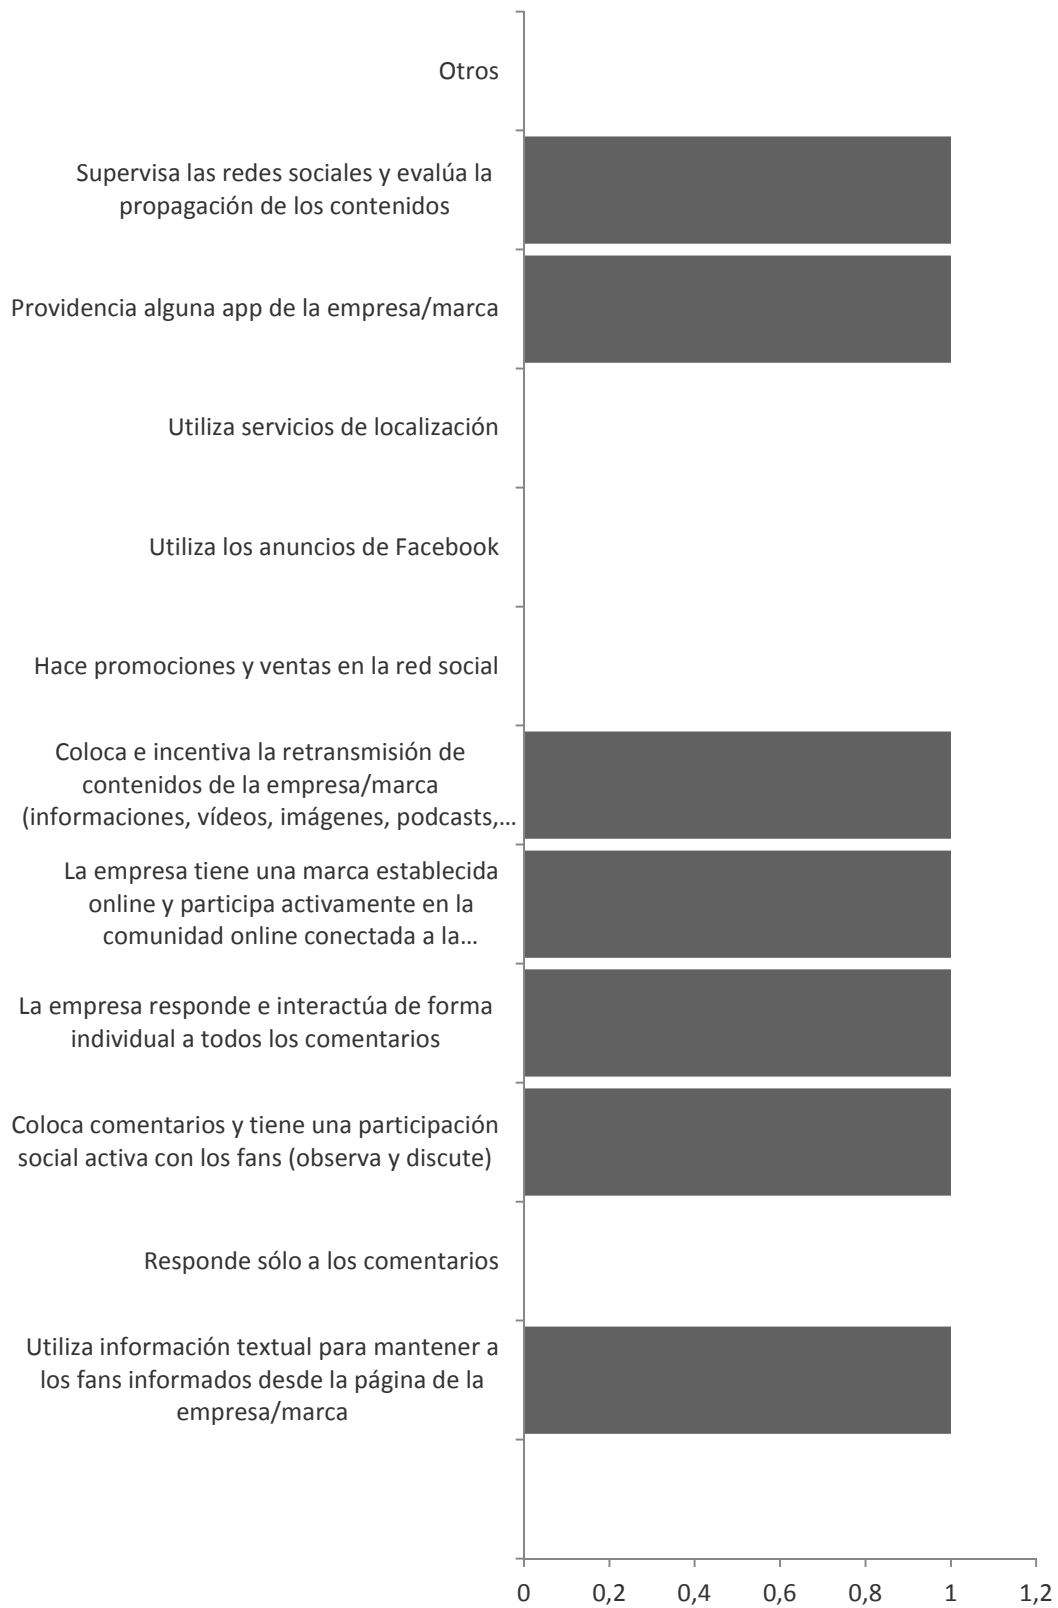 Otros
Supervisa las redes sociales y evalúa la
propagación de los contenidos
Providencia alguna app de la empresa/marca
Utiliza servicios de localización
Utiliza los anuncios de Facebook
Hace promociones y ventas en la red social
Coloca e incentiva la retransmisión de
contenidos de la empresa/marca
(informaciones, vídeos, imágenes, podcasts,…
La empresa tiene una marca establecida
online y participa activamente en la
comunidad online conectada a la…
La empresa responde e interactúa de forma
individual a todos los comentarios
Coloca comentarios y tiene una participación
social activa con los fans (observa y discute)
Responde sólo a los comentarios
Utiliza información textual para mantener a
los fans informados desde la página de la
empresa/marca
0 0,2 0,4 0,6 0,8 1 1,2